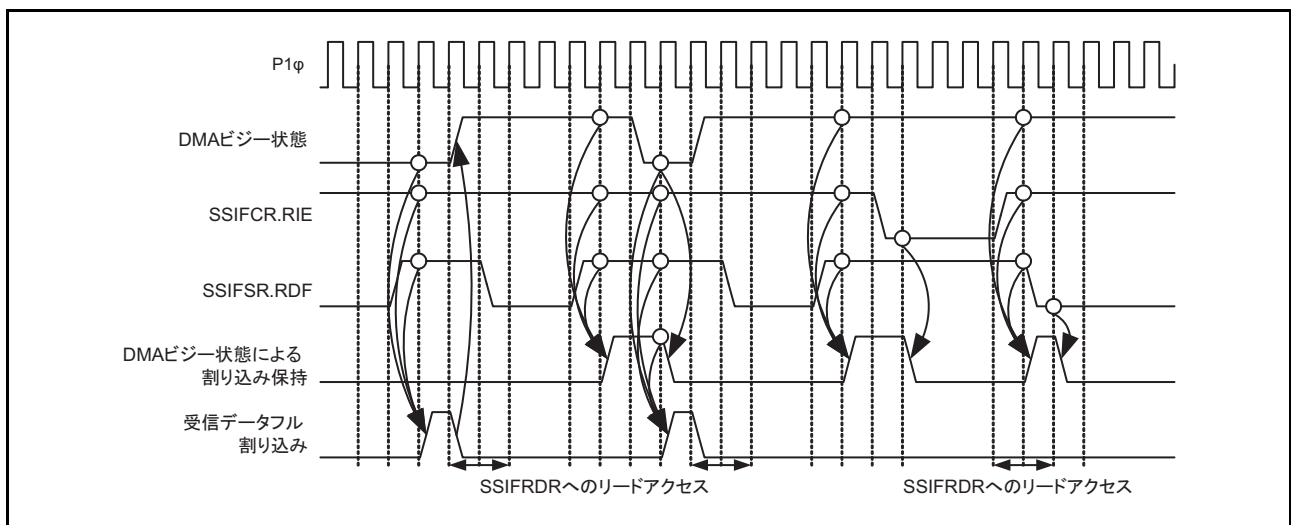 P1φ
DMAビジー状態
SSIFCR.RIE
SSIFSR.RDF
DMAビジー状態による
割り込み保持
受信データフル
割り込み
SSIFRDRへのリードアクセス
SSIFRDRへのリードアクセス